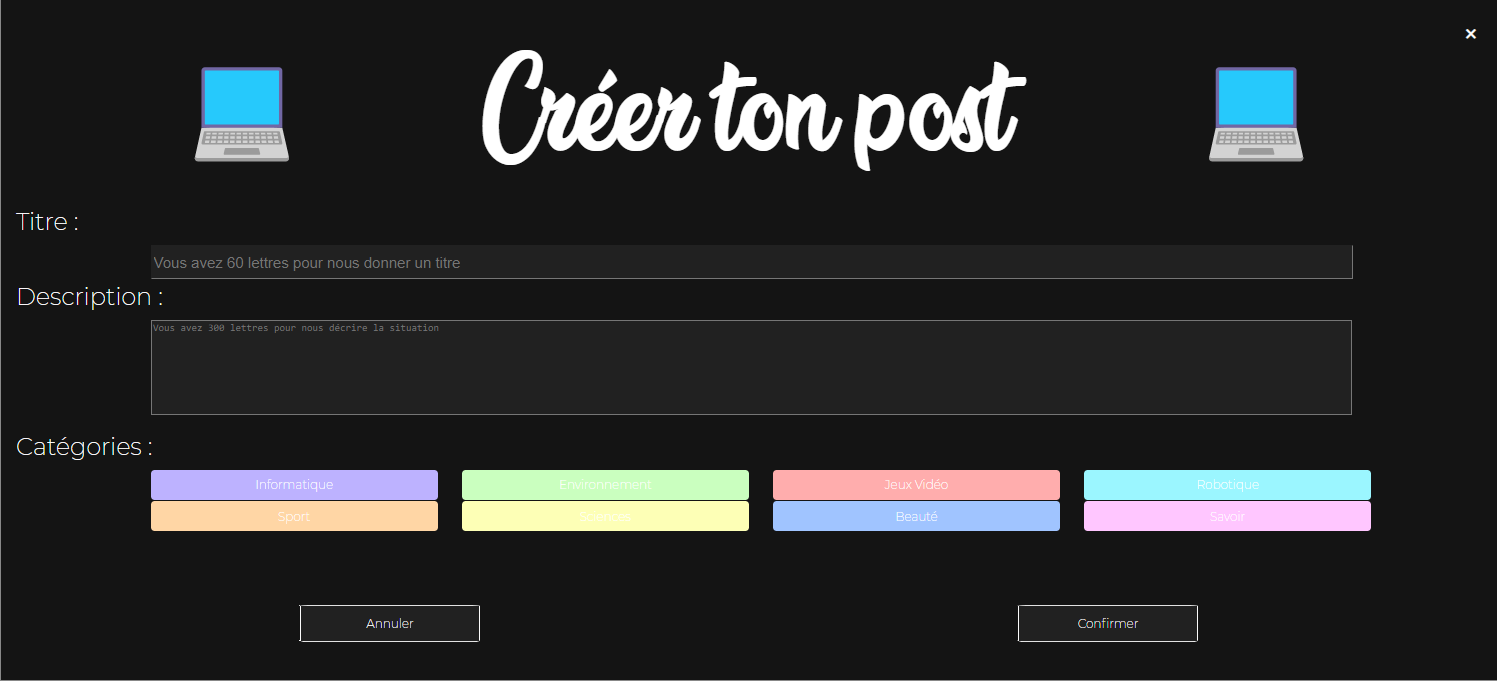 ×
Créer ton post
Titre :
Vous avez 60 lettres pour nous donner un titre
Description :
Vous avez 300 lettres pour nous décrire la situation
Catégories :
Informatique Environnement Jeux Vidéo Robotique
Sport Sciences Beauté Savoir
Annuler Confirmer